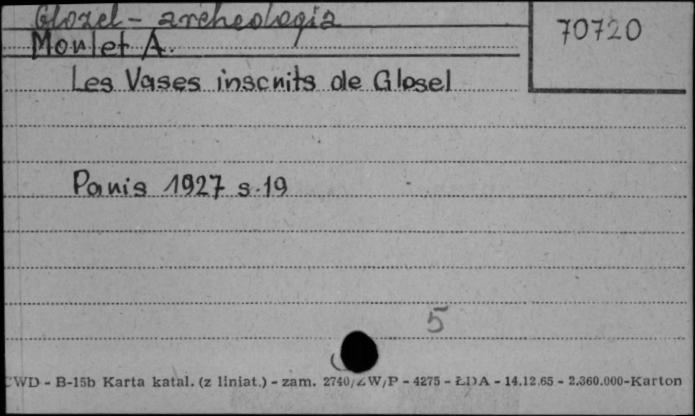 Glozel - archeologia
70720
Morlet A.
Les Vases inscrits de Glosel
Paris 1927 s. 19
5
CWD - B-15b Karta katal. (z liniat.) - zam. 2740/ZW/P - 4275 - ŁDA - 14.12.65 - 2.360.000-Karton